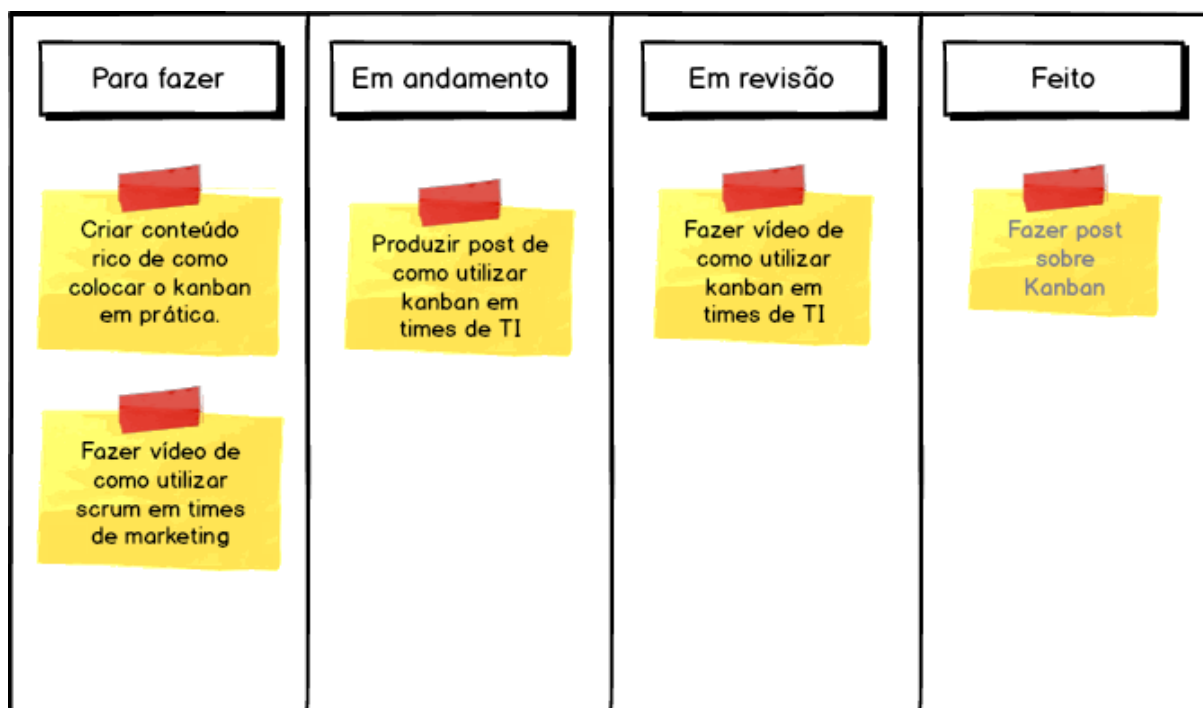 Para fazer
Em andamento
Em revisão
Feito
Criar conteúdo
rico de como
colocar o kanban
em prática.
Fazer vídeo de
como utilizar
scrum em times
de marketing
Produzir post de
como utilizar
kanban em
times de TI
Fazer vídeo de
como utilizar
kanban em
times de TI
Fazer post
sobre
Kanban